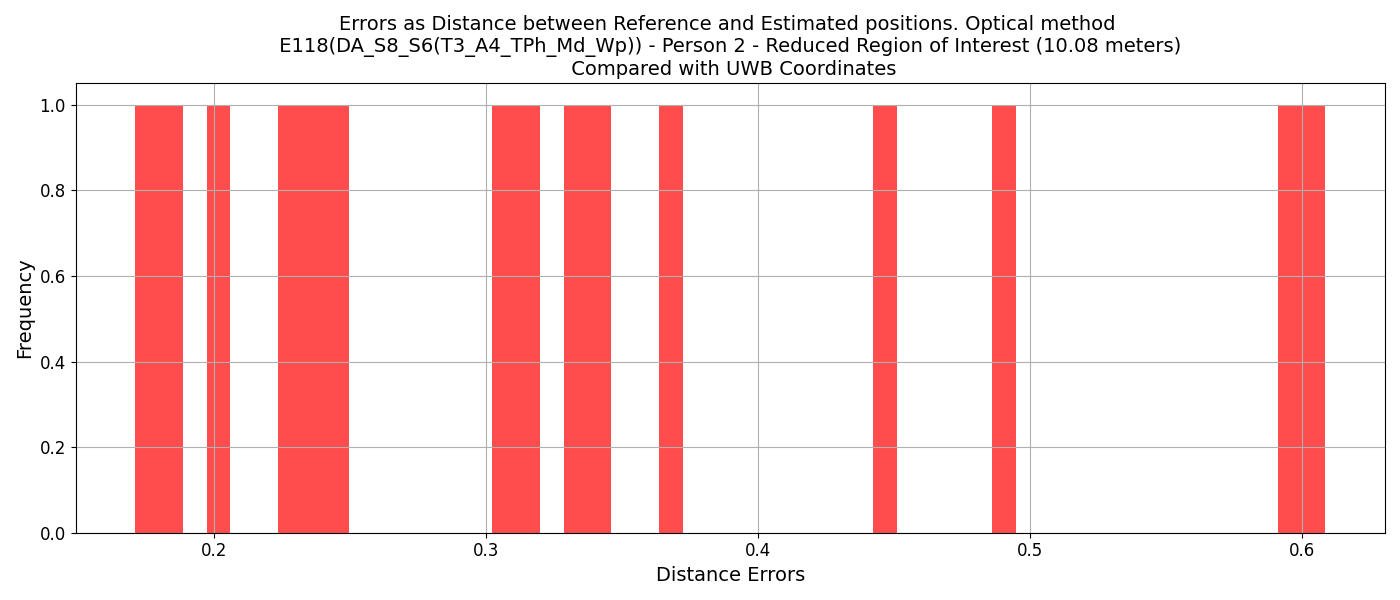 Errors as Distance between Reference and Estimated positions. Optical method
E118(DA_S8_S6(T3_A4_TPh_Md_Wp)) - Person 2 - Reduced Region of Interest (10.08 meters)
Compared with UWB Coordinates
1.0
0.8
0.6
0.4
0.2
0.0
Frequency
0.2 0.3 0.4 0.5 0.6
Distance Errors